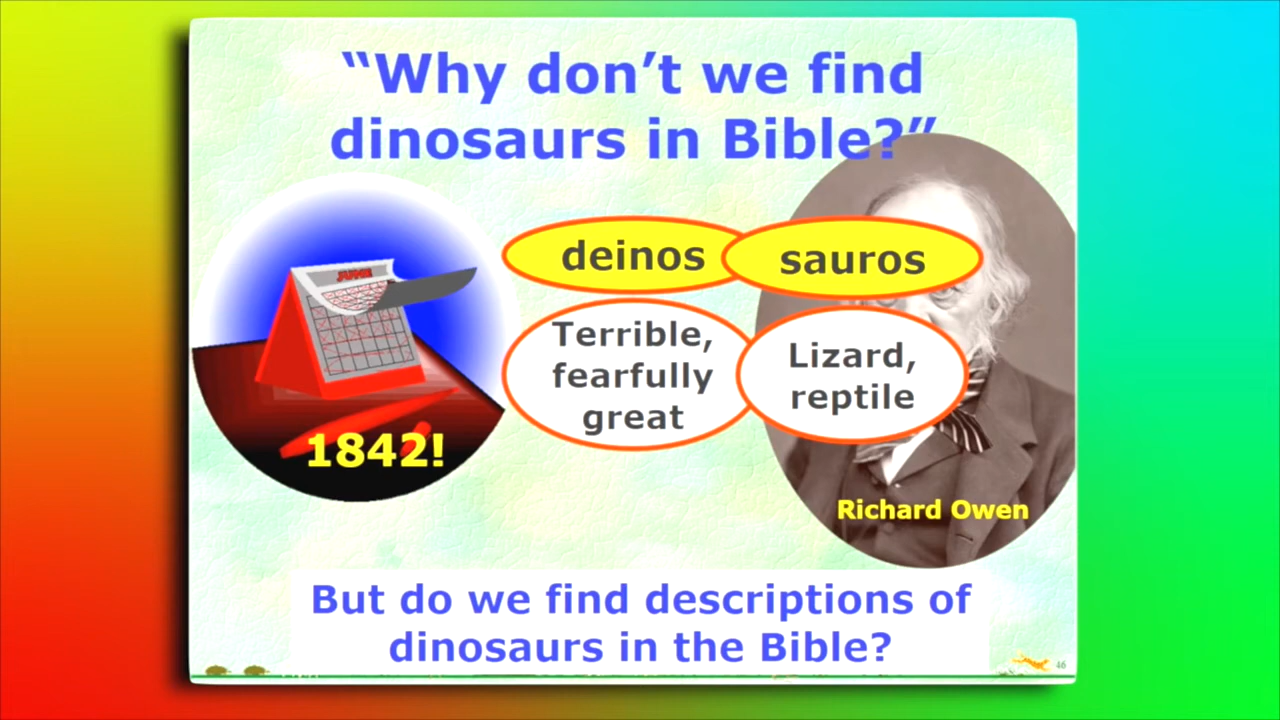 “Why don’t we find
dinosaurs in Bible?”
deinos
sauros
Terrible,
fearfully
great
Lizard,
reptile
JUNE
1842!
Richard Owen
But do we find descriptions of
dinosaurs in the Bible?
46